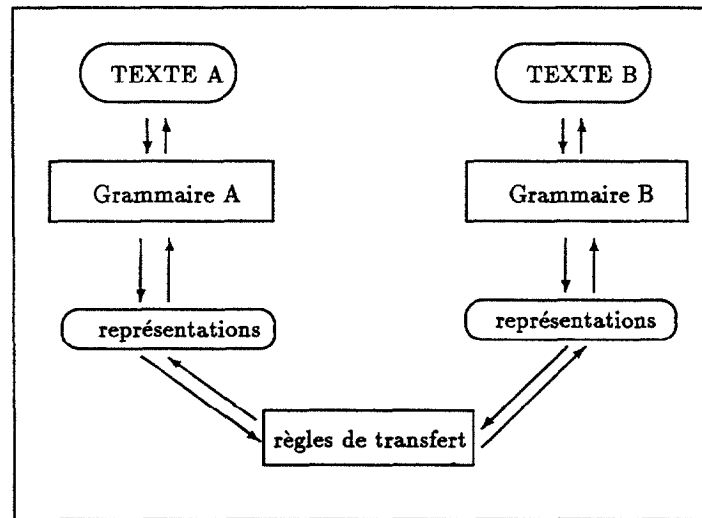 TEXTE A
TEXTE B
Grammaire A
Grammaire B
représentations
représentations
règles de transfert